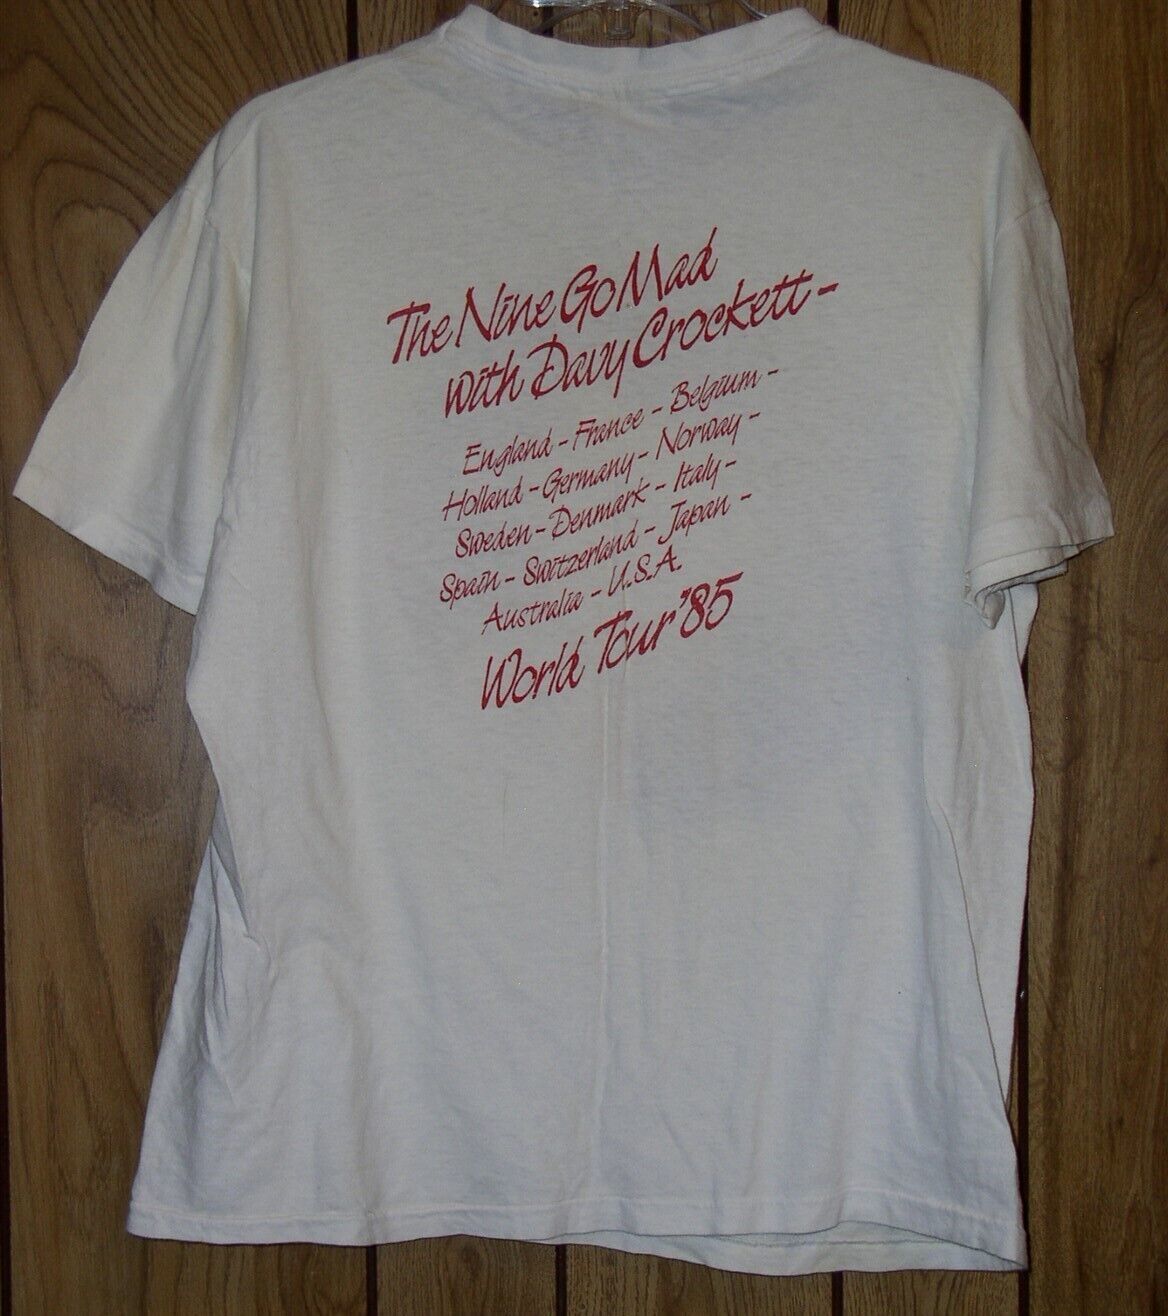 The Nine Go Mad
with Davy Crockett -
England - France - Belgium -
Holland - Germany - Norway -
Sweden - Denmark - Italy -
Spain - Switzerland - Japan -
Australia - U.S.A.
World Tour '85